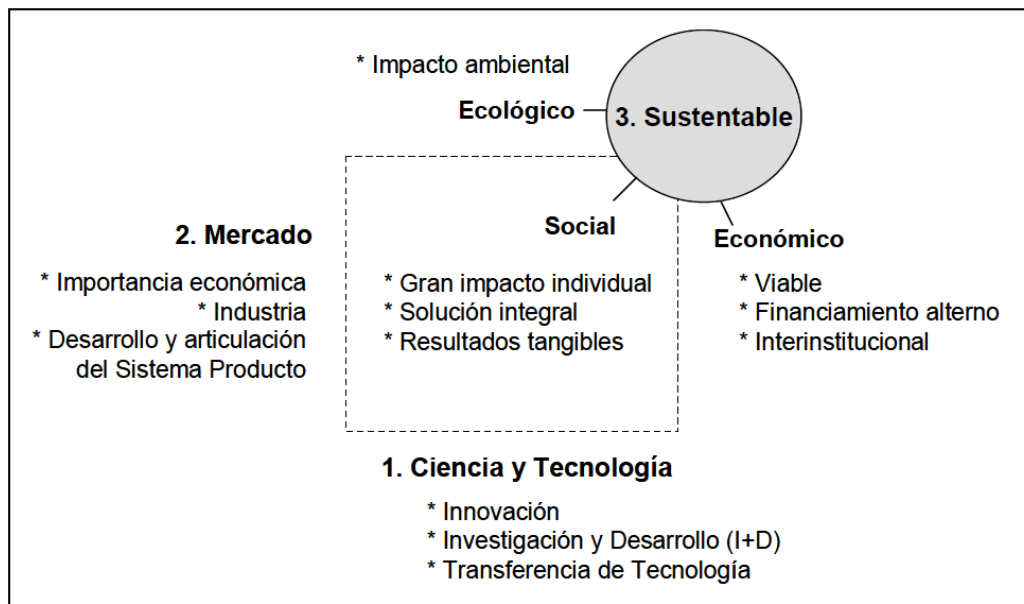 * Impacto ambiental
Ecológico
3. Sustentable
Social
Económico
2. Mercado
* Importancia económica
* Industria
* Desarrollo y articulación
del Sistema Producto
* Gran impacto individual
* Solución integral
* Resultados tangibles
* Viable
* Financiamiento alterno
* Interinstitucional
1. Ciencia y Tecnología
* Innovación
* Investigación y Desarrollo (I+D)
* Transferencia de Tecnología